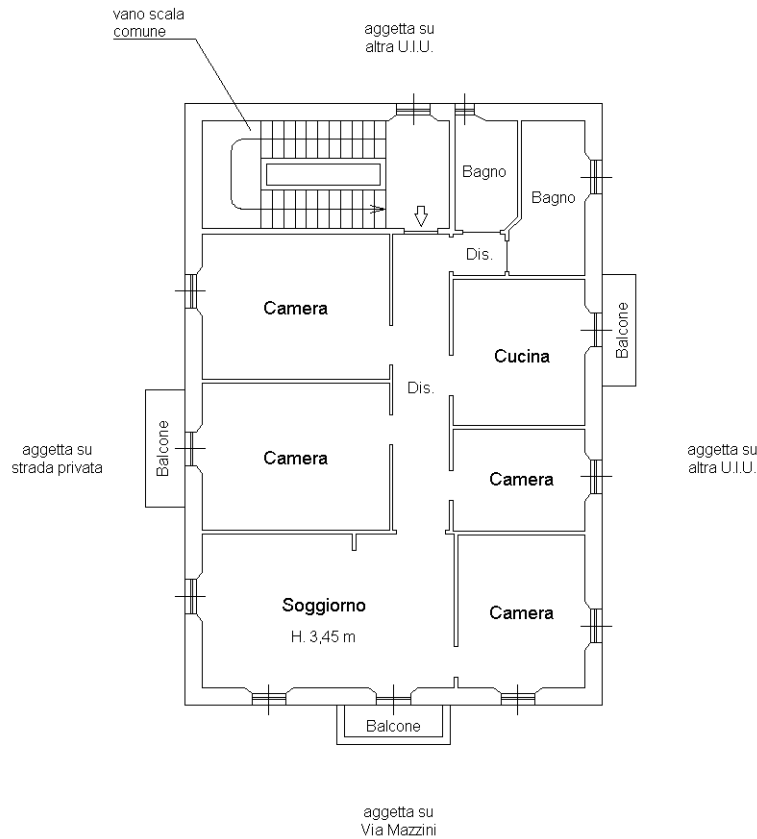 vano scala
comune
aggetta su
altra U.I.U.
Bagno
Bagno
Dis.
Camera
Cucina
Balcone
Dis.
Balcone
Camera
Camera
aggetta su
strada privata
aggetta su
altra U.I.U.
Soggiorno
H. 3,45 m
Camera
Balcone
aggetta su
Via Mazzini